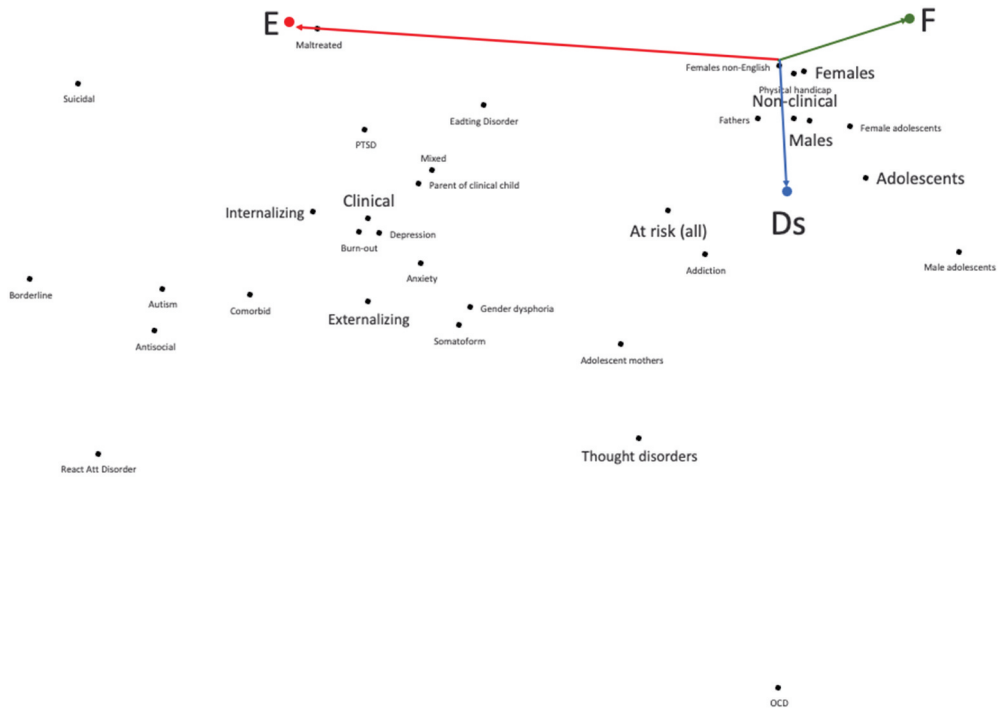 E
F
Maltreated
Females non-English
Females
Physical handicap
Non-clinical
Suicidal
Eadting Disorder
Fathers
Female adolescents
Males
PTSD
Mixed
Parent of clinical child
Adolescents
Clinical
Internalizing
Ds
At risk (all)
Burn-out
Depression
Addiction
Male adolescents
Anxiety
Borderline
Autism
Comorbid
Gender dysphoria
Externalizing
Somatoform
Antisocial
Adolescent mothers
Thought disorders
React Att Disorder
OCD